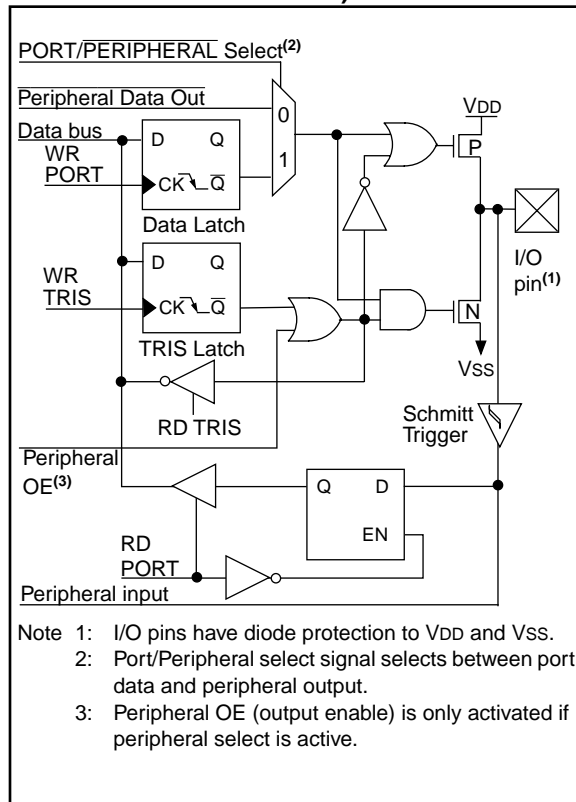 PORT/PERIPHERAL Select(2)
Peripheral Data Out
Data bus
WR
PORT
D
Q
CK
Q
Data Latch
0
1
VDD
P
I/O
pin(1)
WR
TRIS
D
Q
CK
Q
TRIS Latch
N
VSS
RD TRIS
Schmitt
Trigger
Peripheral
OE(3)
Q
D
EN
RD
PORT
Peripheral input
Note 1: I/O pins have diode protection to VDD and VSS.
2: Port/Peripheral select signal selects between port
data and peripheral output.
3: Peripheral OE (output enable) is only activated if
peripheral select is active.